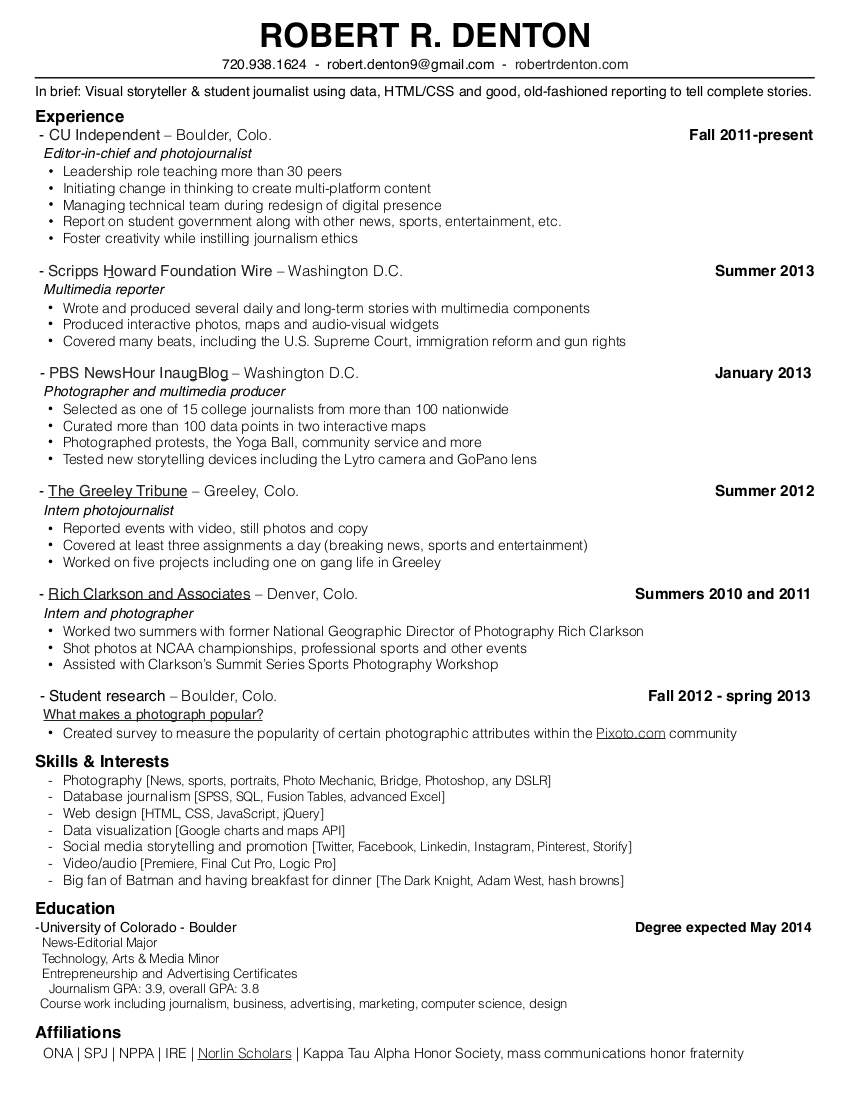 ROBERT R. DENTON
720.938.1624 - robert.denton9@gmail.com - robertrdenton.com
In brief: Visual storyteller & student journalist using data, HTML/CSS and good, old-fashioned reporting to tell complete stories.
Experience
- CU Independent – Boulder, Colo. Fall 2011-present
Editor-in-chief and photojournalist
• Leadership role teaching more than 30 peers
• Initiating change in thinking to create multi-platform content
• Managing technical team during redesign of digital presence
• Report on student government along with other news, sports, entertainment, etc.
• Foster creativity while instilling journalism ethics
- Scripps Howard Foundation Wire – Washington D.C. Summer 2013
Multimedia reporter
• Wrote and produced several daily and long-term stories with multimedia components
• Produced interactive photos, maps and audio-visual widgets
• Covered many beats, including the U.S. Supreme Court, immigration reform and gun rights
- PBS NewsHour InaugBlog – Washington D.C. January 2013
Photographer and multimedia producer
• Selected as one of 15 college journalists from more than 100 nationwide
• Curated more than 100 data points in two interactive maps
• Photographed protests, the Yoga Ball, community service and more
• Tested new storytelling devices including the Lytro camera and GoPano lens
- The Greeley Tribune – Greeley, Colo. Summer 2012
Intern photojournalist
• Reported events with video, still photos and copy
• Covered at least three assignments a day (breaking news, sports and entertainment)
• Worked on five projects including one on gang life in Greeley
- Rich Clarkson and Associates – Denver, Colo. Summers 2010 and 2011
Intern and photographer
• Worked two summers with former National Geographic Director of Photography Rich Clarkson
• Shot photos at NCAA championships, professional sports and other events
• Assisted with Clarkson's Summit Series Sports Photography Workshop
- Student research – Boulder, Colo. Fall 2012 - spring 2013
What makes a photograph popular?
• Created survey to measure the popularity of certain photographic attributes within the Pixoto.com community
Skills & Interests
- Photography [News, sports, portraits, Photo Mechanic, Bridge, Photoshop, any DSLR]
- Database journalism [SPSS, SQL, Fusion Tables, advanced Excel]
- Web design [HTML, CSS, JavaScript, jQuery]
- Data visualization [Google charts and maps API]
- Social media storytelling and promotion [Twitter, Facebook, Linkedin, Instagram, Pinterest, Storify]
- Video/audio [Premiere, Final Cut Pro, Logic Pro]
- Big fan of Batman and having breakfast for dinner [The Dark Knight, Adam West, hash browns]
Education
-University of Colorado - Boulder Degree expected May 2014
News-Editorial Major
Technology, Arts & Media Minor
Entrepreneurship and Advertising Certificates
Journalism GPA: 3.9, overall GPA: 3.8
Course work including journalism, business, advertising, marketing, computer science, design
Affiliations
ONA | SPJ | NPPA | IRE | Norlin Scholars | Kappa Tau Alpha Honor Society, mass communications honor fraternity